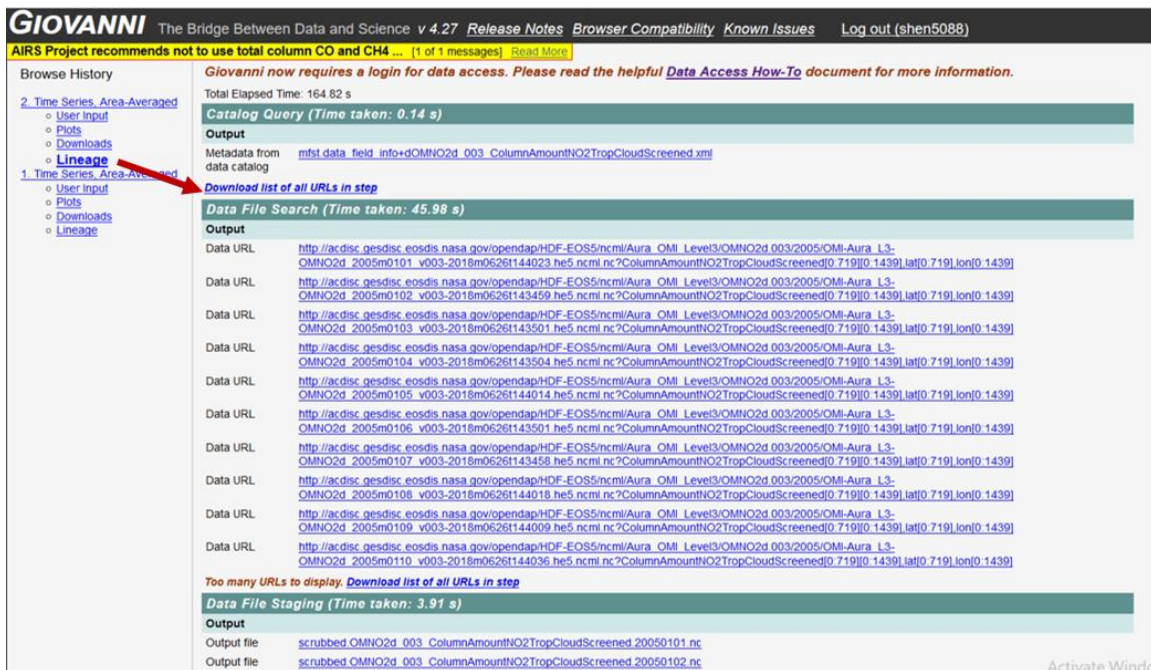 GIOVANNI The Bridge Between Data and Science v 4.27 Release Notes Browser Compatibility Known Issues Log out (shen5088)
AIRS Project recommends not to use total column CO and CH4 ... [1 of 1 messages] Read More
Browse History
2. Time Series, Area-Averaged
User Input
Plots
Downloads
Lineage
1. Time Series, Area-Averaged
User Input
Plots
Downloads
Lineage
Giovanni now requires a login for data access. Please read the helpful Data Access How-To document for more information.
Total Elapsed Time: 164.82 s
Catalog Query (Time taken: 0.14 s)
Output
Metadata from mfst.data_field_info+dOMNO2d_003_ColumnAmountNO2TropCloudScreened.xml
data catalog
Download list of all URLs in step
Data File Search (Time taken: 45.98 s)
Output
Data URL http://acdisc.gesdisc.eosdis.nasa.gov/opendap/HDF-EOS5/ncml/Aura_OMI_Level3/OMNO2d.003/2005/OMI-Aura_L3-
OMNO2d_2005m0101_v003-2018m0626t144023.he5.ncml.nc?ColumnAmountNO2TropCloudScreened[0:719][0:1439],lat[0:719],lon[0:1439]
Data URL http://acdisc.gesdisc.eosdis.nasa.gov/opendap/HDF-EOS5/ncml/Aura_OMI_Level3/OMNO2d.003/2005/OMI-Aura_L3-
OMNO2d_2005m0102_v003-2018m0626t143459.he5.ncml.nc?ColumnAmountNO2TropCloudScreened[0:719][0:1439],lat[0:719],lon[0:1439]
Data URL http://acdisc.gesdisc.eosdis.nasa.gov/opendap/HDF-EOS5/ncml/Aura_OMI_Level3/OMNO2d.003/2005/OMI-Aura_L3-
OMNO2d_2005m0103_v003-2018m0626t143501.he5.ncml.nc?ColumnAmountNO2TropCloudScreened[0:719][0:1439],lat[0:719],lon[0:1439]
Data URL http://acdisc.gesdisc.eosdis.nasa.gov/opendap/HDF-EOS5/ncml/Aura_OMI_Level3/OMNO2d.003/2005/OMI-Aura_L3-
OMNO2d_2005m0104_v003-2018m0626t143504.he5.ncml.nc?ColumnAmountNO2TropCloudScreened[0:719][0:1439],lat[0:719],lon[0:1439]
Data URL http://acdisc.gesdisc.eosdis.nasa.gov/opendap/HDF-EOS5/ncml/Aura_OMI_Level3/OMNO2d.003/2005/OMI-Aura_L3-
OMNO2d_2005m0105_v003-2018m0626t144014.he5.ncml.nc?ColumnAmountNO2TropCloudScreened[0:719][0:1439],lat[0:719],lon[0:1439]
Data URL http://acdisc.gesdisc.eosdis.nasa.gov/opendap/HDF-EOS5/ncml/Aura_OMI_Level3/OMNO2d.003/2005/OMI-Aura_L3-
OMNO2d_2005m0106_v003-2018m0626t143501.he5.ncml.nc?ColumnAmountNO2TropCloudScreened[0:719][0:1439],lat[0:719],lon[0:1439]
Data URL http://acdisc.gesdisc.eosdis.nasa.gov/opendap/HDF-EOS5/ncml/Aura_OMI_Level3/OMNO2d.003/2005/OMI-Aura_L3-
OMNO2d_2005m0107_v003-2018m0626t143458.he5.ncml.nc?ColumnAmountNO2TropCloudScreened[0:719][0:1439],lat[0:719],lon[0:1439]
Data URL http://acdisc.gesdisc.eosdis.nasa.gov/opendap/HDF-EOS5/ncml/Aura_OMI_Level3/OMNO2d.003/2005/OMI-Aura_L3-
OMNO2d_2005m0108_v003-2018m0626t144018.he5.ncml.nc?ColumnAmountNO2TropCloudScreened[0:719][0:1439],lat[0:719],lon[0:1439]
Data URL http://acdisc.gesdisc.eosdis.nasa.gov/opendap/HDF-EOS5/ncml/Aura_OMI_Level3/OMNO2d.003/2005/OMI-Aura_L3-
OMNO2d_2005m0109_v003-2018m0626t144009.he5.ncml.nc?ColumnAmountNO2TropCloudScreened[0:719][0:1439],lat[0:719],lon[0:1439]
Data URL http://acdisc.gesdisc.eosdis.nasa.gov/opendap/HDF-EOS5/ncml/Aura_OMI_Level3/OMNO2d.003/2005/OMI-Aura_L3-
OMNO2d_2005m0110_v003-2018m0626t144036.he5.ncml.nc?ColumnAmountNO2TropCloudScreened[0:719][0:1439],lat[0:719],lon[0:1439]
Too many URLs to display. Download list of all URLs in step
Data File Staging (Time taken: 3.91 s)
Output
Output file scrubbed.OMNO2d_003_ColumnAmountNO2TropCloudScreened.20050101.nc
Output file scrubbed.OMNO2d_003_ColumnAmountNO2TropCloudScreened.20050102.nc
Activate Windo